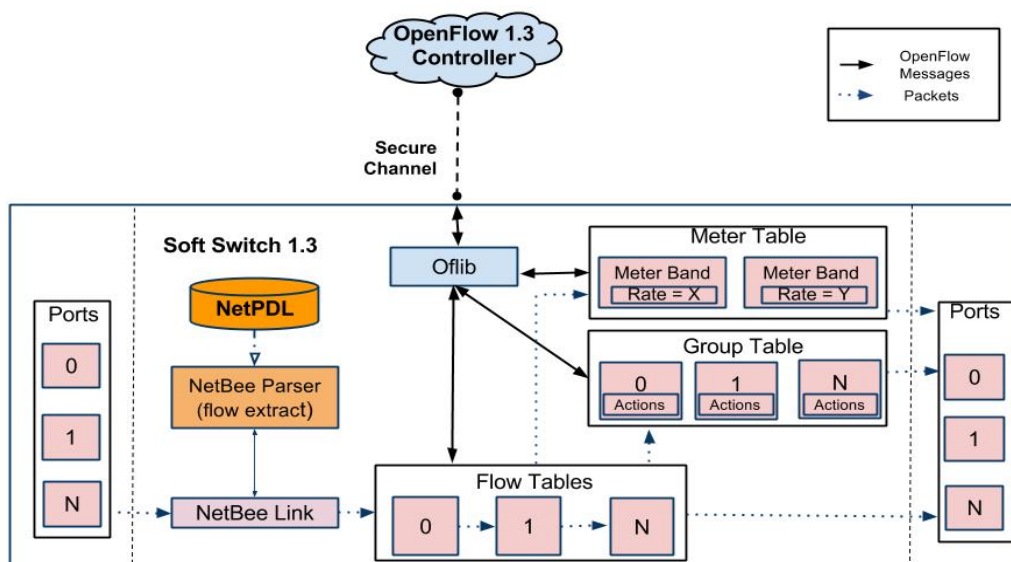 OpenFlow 1.3
Controller
OpenFlow
Messages
Packets
Secure
Channel
Soft Switch 1.3
Oflib
Meter Table
Meter Band
Rate = X
Meter Band
Rate = Y
NetPDL
Ports
0
1
N
NetBee Parser
(flow extract)
NetBee Link
Group Table
0
Actions
1
Actions
N
Actions
Flow Tables
0
1
N
Ports
0
1
N